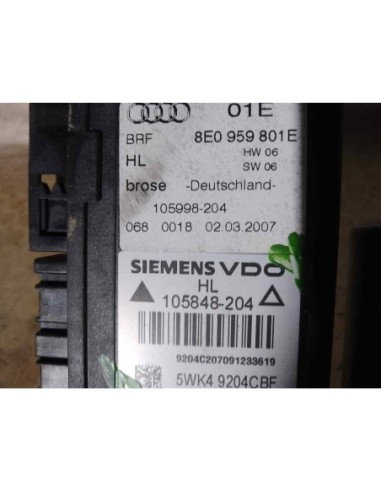 01E
BRF 8E0 959 801E
HL HW 06
SW 06
brose -Deutschland-
105998-204
068 0018 02.03.2007
SIEMENS VDO
HL
105848-204
9204C207091233619
5WK4 9204CBF